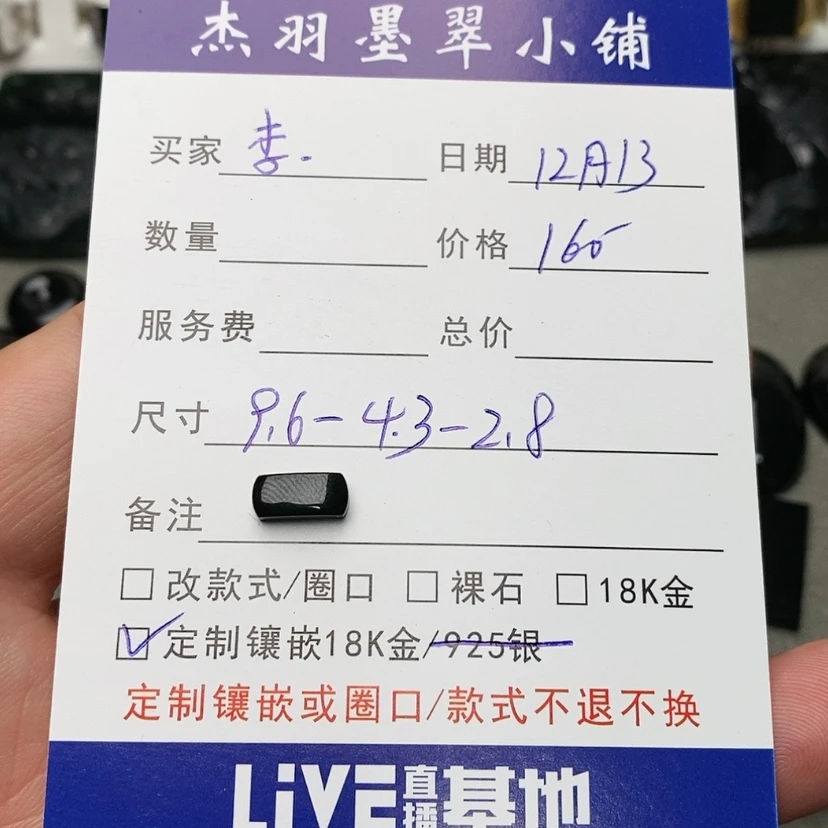 杰羽墨翠小铺
买家 李. 日期 12月13
数量 价格 160
服务费 总价
尺寸 9.6-4.3-2.8
备注
□改款式/圈口 □裸石 □18K金
☑定制镶嵌18K金/925银
定制镶嵌或圈口/款式不退不换
LiVE直播基地